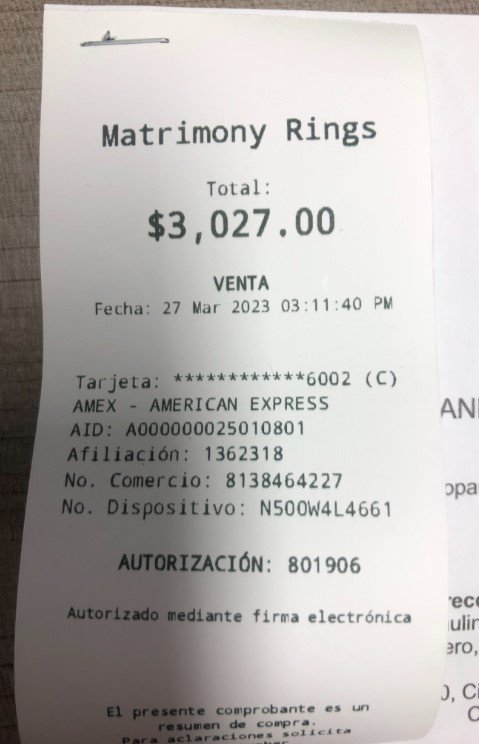 Matrimony Rings
Total:
$3,027.00
VENTA
Fecha: 27 Mar 2023 03:11:40 PM
Tarjeta: ************6002 (C)
AMEX - AMERICAN EXPRESS
AID: A000000025010801
Afiliación: 1362318
No. Comercio: 8138464227
No. Dispositivo: N500W4L4661
AUTORIZACIÓN: 801906
Autorizado mediante firma electrónica
El presente comprobante es un
resumen de compra.
Para aclaraciones solicita